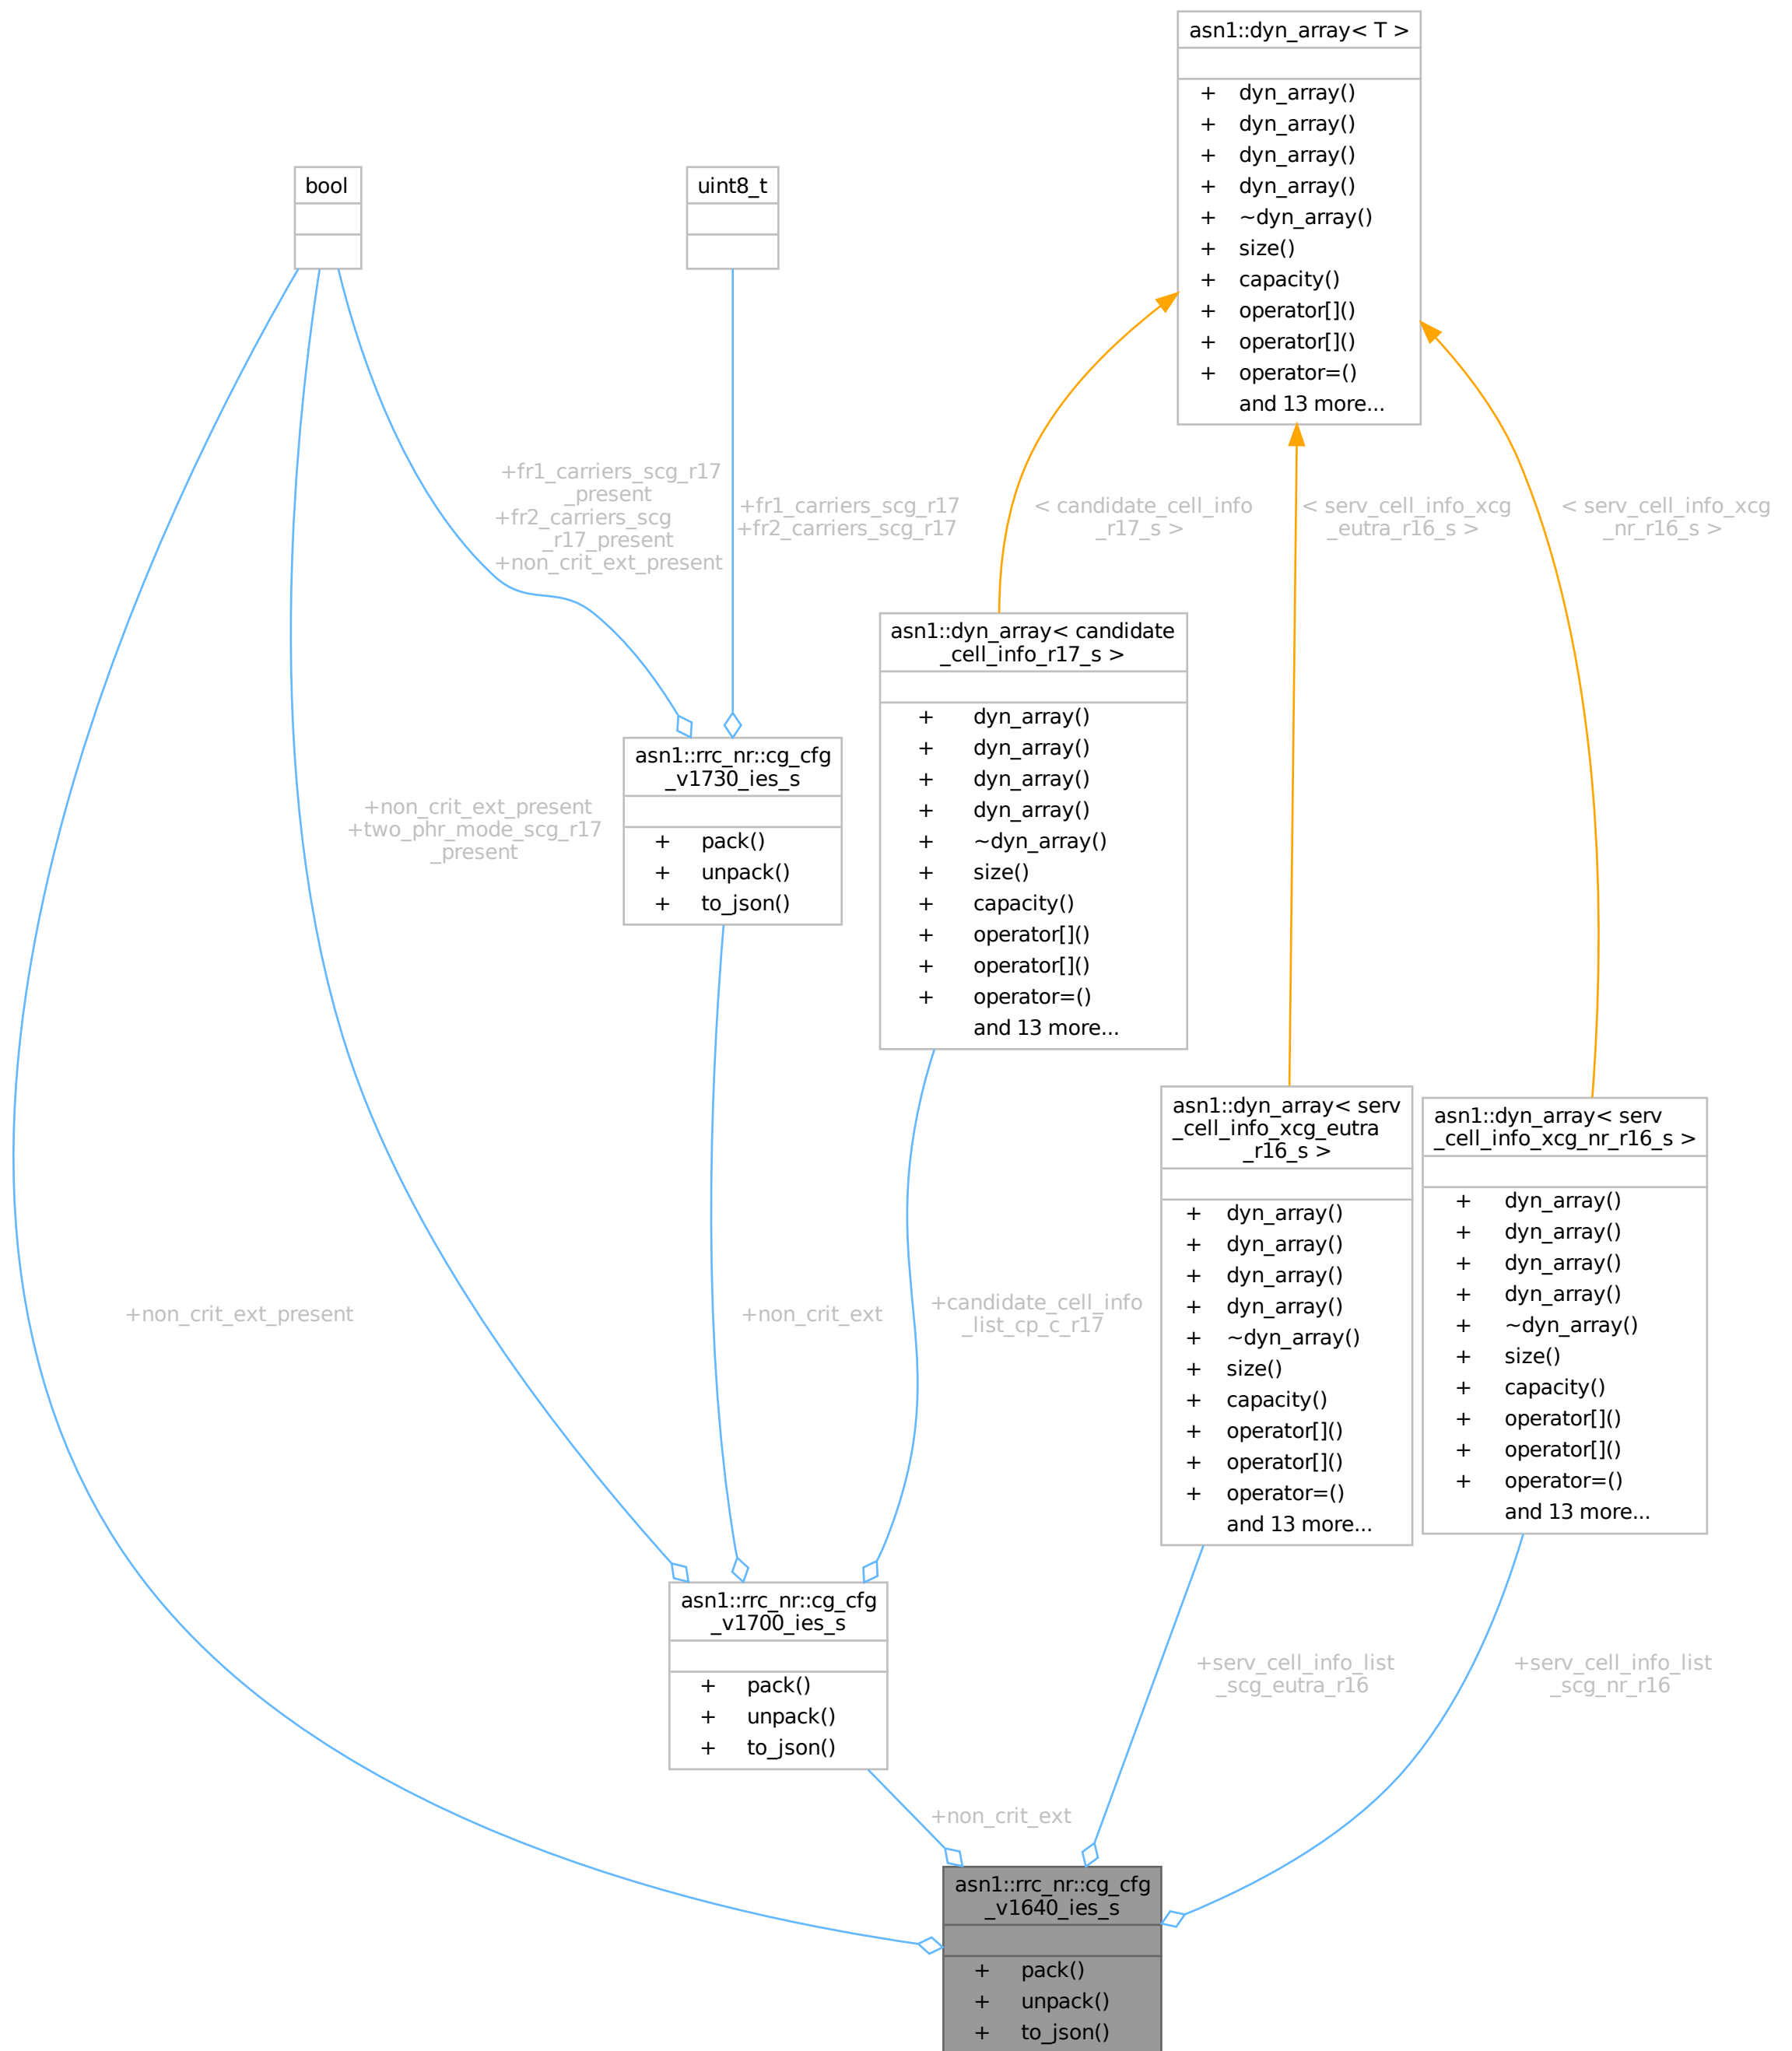 asn1::dyn_array< T >
+ dyn_array()
+ dyn_array()
+ dyn_array()
+ dyn_array()
+ ~dyn_array()
+ size()
+ capacity()
+ operator[]()
+ operator[]()
+ operator=()
and 13 more...
bool
uint8_t
+fr1_carriers_scg_r17
_present
+fr2_carriers_scg
_r17_present
+non_crit_ext_present
+fr1_carriers_scg_r17
+fr2_carriers_scg_r17
< candidate_cell_info
_r17_s >
< serv_cell_info_xcg
_eutra_r16_s >
< serv_cell_info_xcg
_nr_r16_s >
asn1::dyn_array< candidate
_cell_info_r17_s >
+ dyn_array()
+ dyn_array()
+ dyn_array()
+ dyn_array()
+ ~dyn_array()
+ size()
+ capacity()
+ operator[]()
+ operator[]()
+ operator=()
and 13 more...
asn1::rrc_nr::cg_cfg
_v1730_ies_s
+ pack()
+ unpack()
+ to_json()
+non_crit_ext_present
+two_phr_mode_scg_r17
_present
asn1::dyn_array< serv
_cell_info_xcg_eutra
_r16_s >
+ dyn_array()
+ dyn_array()
+ dyn_array()
+ dyn_array()
+ ~dyn_array()
+ size()
+ capacity()
+ operator[]()
+ operator[]()
+ operator=()
and 13 more...
asn1::dyn_array< serv
_cell_info_xcg_nr_r16_s >
+ dyn_array()
+ dyn_array()
+ dyn_array()
+ dyn_array()
+ ~dyn_array()
+ size()
+ capacity()
+ operator[]()
+ operator[]()
+ operator=()
and 13 more...
+non_crit_ext_present
+non_crit_ext
+candidate_cell_info
_list_cp_c_r17
asn1::rrc_nr::cg_cfg
_v1700_ies_s
+ pack()
+ unpack()
+ to_json()
+serv_cell_info_list
_scg_eutra_r16
+serv_cell_info_list
_scg_nr_r16
+non_crit_ext
asn1::rrc_nr::cg_cfg
_v1640_ies_s
+ pack()
+ unpack()
+ to_json()